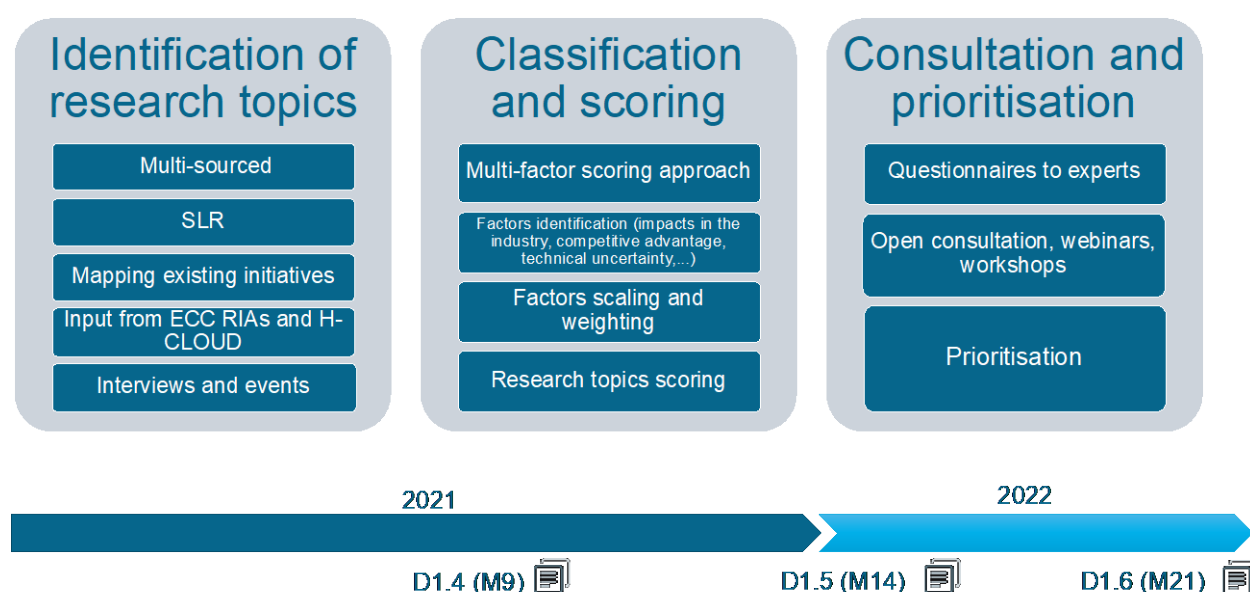 Identification of
research topics
Multi-sourced
SLR
Mapping existing initiatives
Input from ECC RIAs and H-
CLOUD
Interviews and events
Classification
and scoring
Multi-factor scoring approach
Factors identification (impacts in the
industry, competitive advantage,
technical uncertainty,...)
Factors scaling and
weighting
Research topics scoring
Consultation and
prioritisation
Questionnaires to experts
Open consultation, webinars,
workshops
Prioritisation
2021
2022
D1.4 (M9)
D1.5 (M14)
D1.6 (M21)